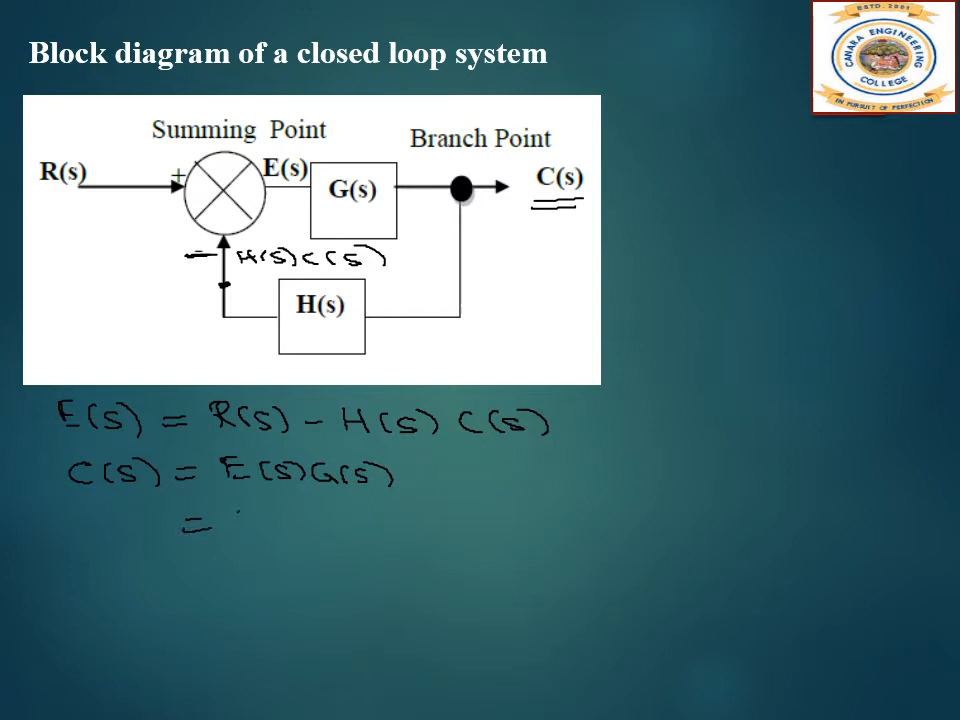 Block diagram of a closed loop system
ESTD. 2001
CANARA ENGINEERING COLLEGE
IN PURSUIT OF PERFECTION
Summing Point
Branch Point
R(s)
+
E(s)
G(s)
C(s)
- H(s) C(s)
H(s)
E(s) = R(s) - H(s) C(s)
C(s) = E(s) G(s)
=